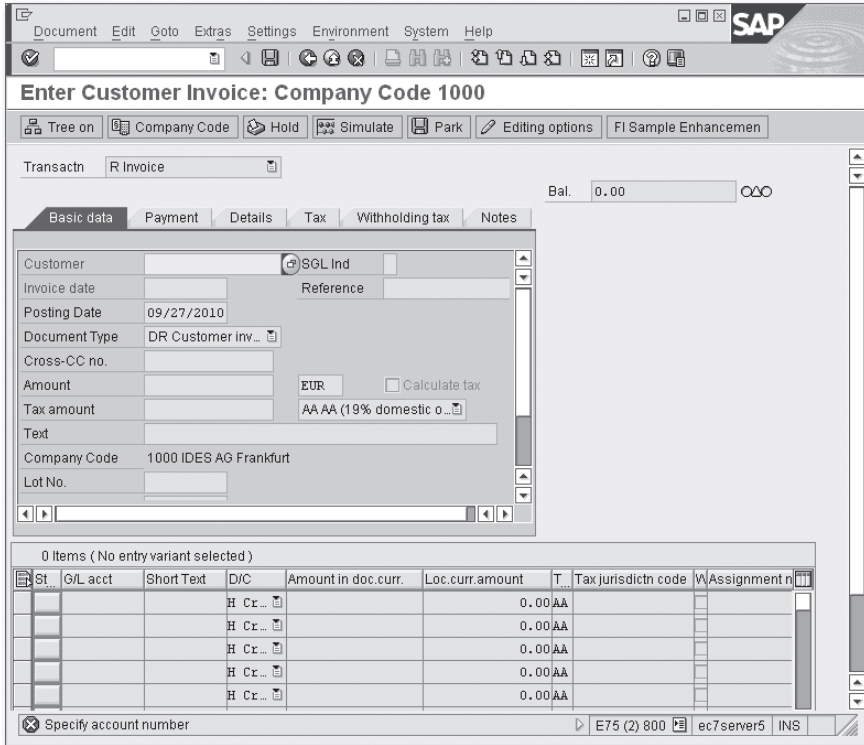 Document Edit Goto Extras Settings Environment System Help
SAP
Enter Customer Invoice: Company Code 1000
Tree on Company Code Hold Simulate Park Editing options FI Sample Enhancemen
Transactn R Invoice
Bal. 0.00
Basic data Payment Details Tax Withholding tax Notes
Customer SGL Ind
Invoice date Reference
Posting Date 09/27/2010
Document Type DR Customer inv...
Cross-CC no.
Amount EUR Calculate tax
Tax amount AA AA (19% domestic o...
Text
Company Code 1000 IDES AG Frankfurt
Lot No.
0 Items ( No entry variant selected )
St... G/L acct Short Text D/C Amount in doc.curr. Loc.curr.amount T... Tax jurisdictn code W Assignment n
H Cr... 0.00 AA
H Cr... 0.00 AA
H Cr... 0.00 AA
H Cr... 0.00 AA
H Cr... 0.00 AA
Specify account number E75 (2) 800 ec7server5 INS